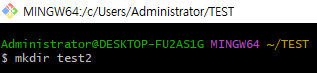 MINGW64:/c/Users/Administrator/TEST
Administrator@DESKTOP-FU2AS1G MINGW64 ~/TEST
$ mkdir test2